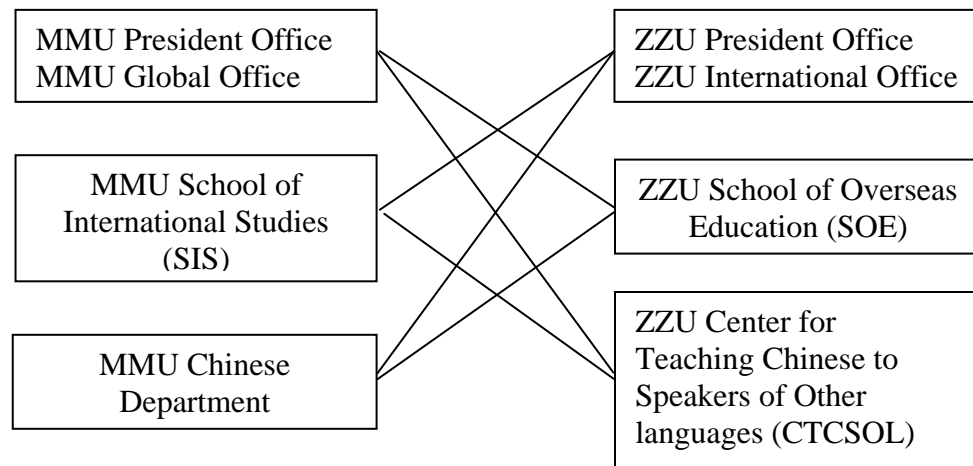 MMU President Office
MMU Global Office
ZZU President Office
ZZU International Office
MMU School of
International Studies
(SIS)
ZZU School of Overseas
Education (SOE)
MMU Chinese
Department
ZZU Center for
Teaching Chinese to
Speakers of Other
languages (CTCSOL)